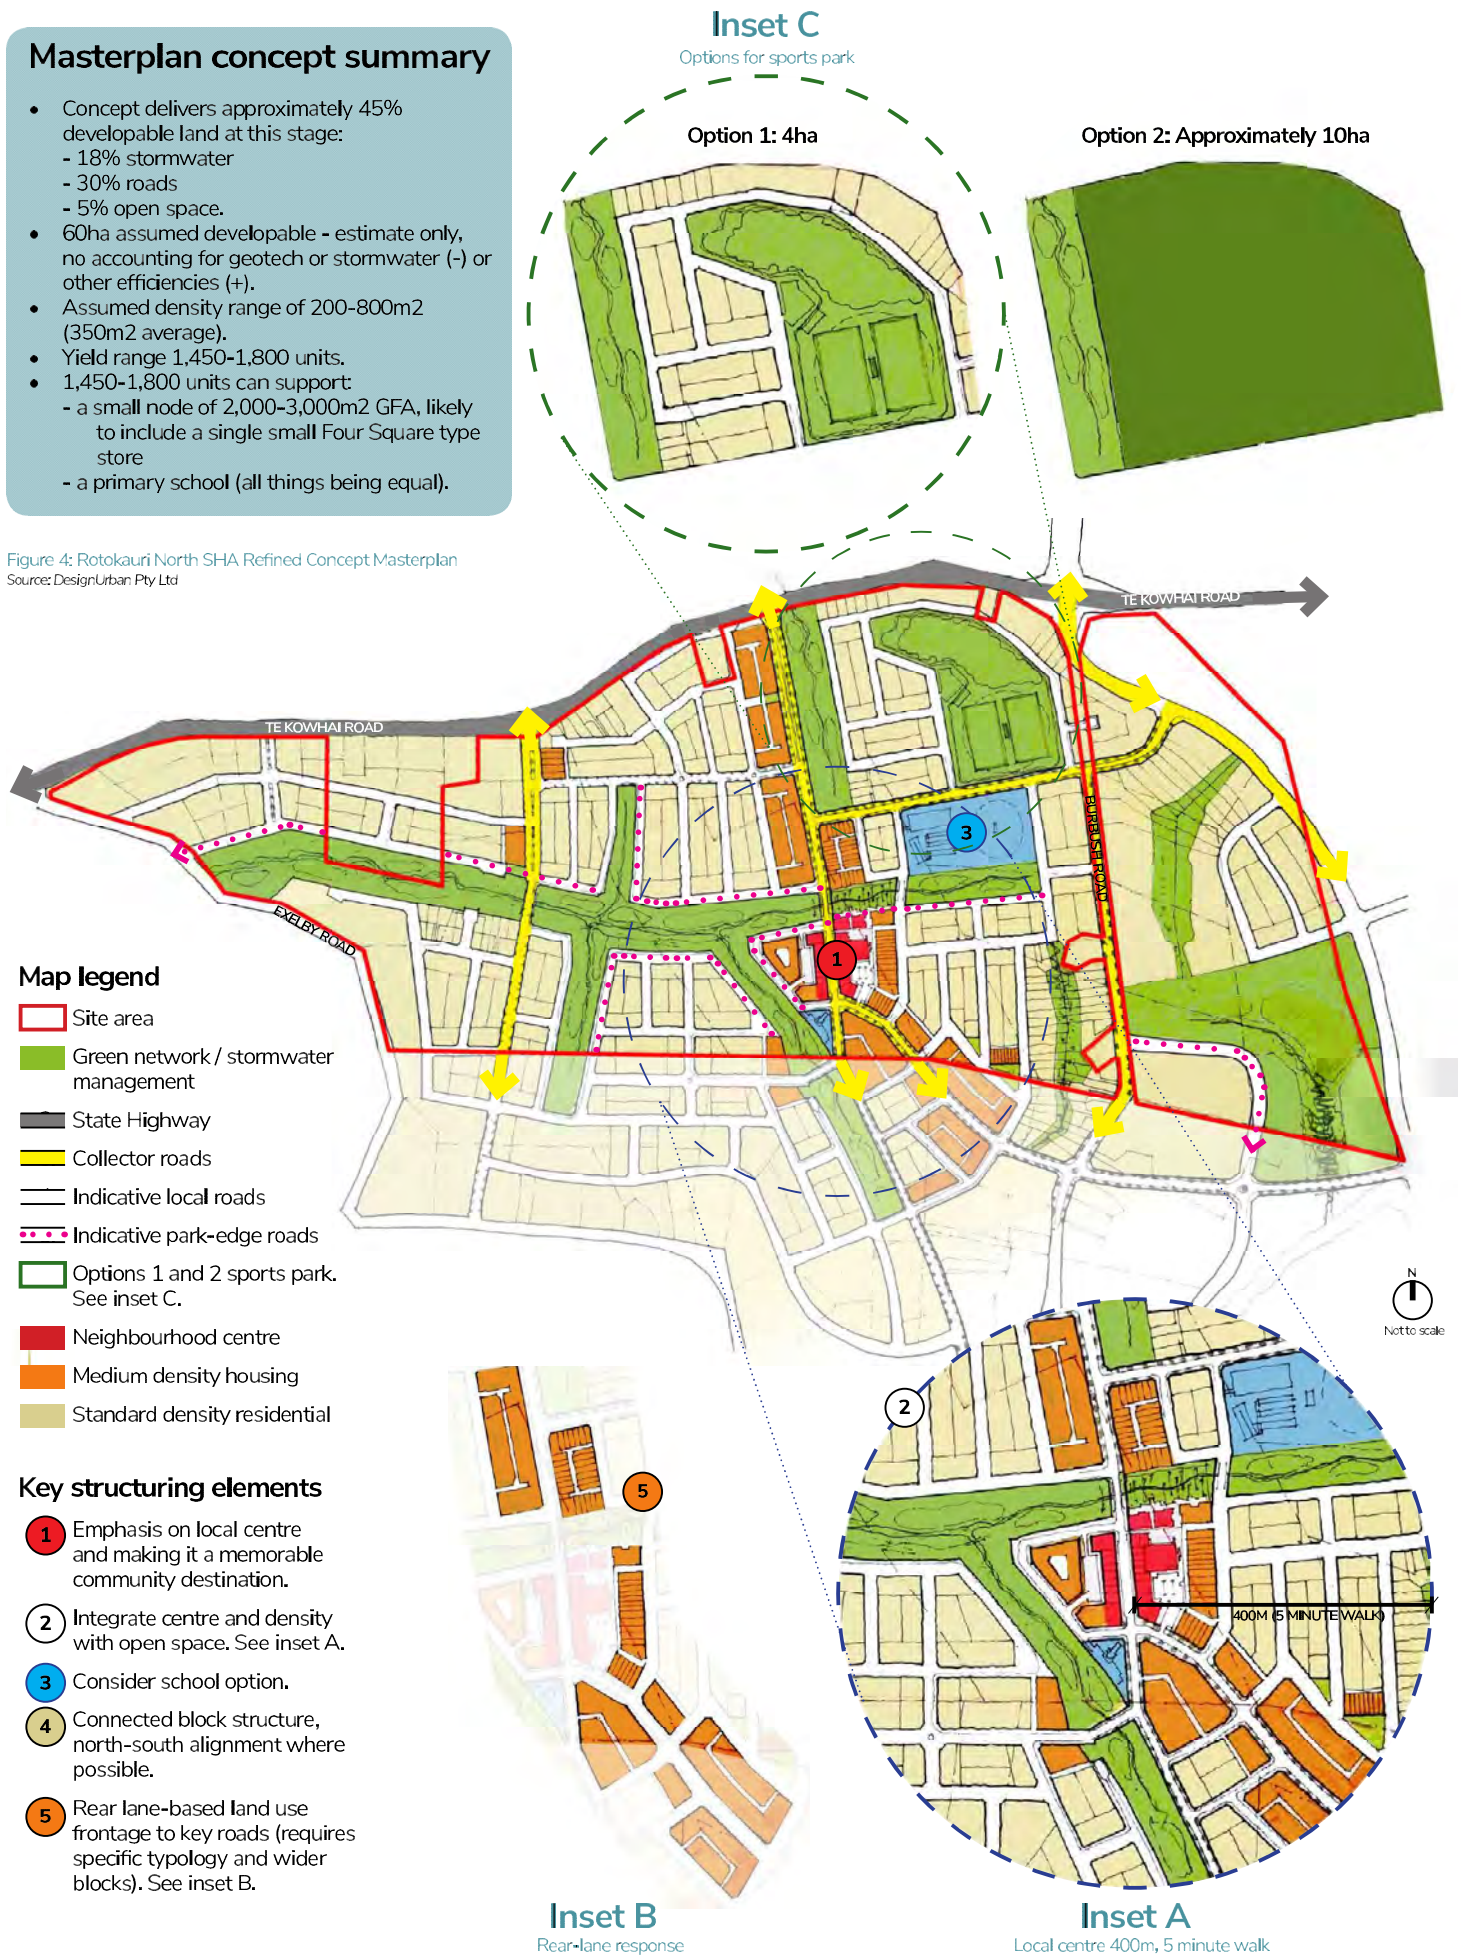 Masterplan concept summary
• Concept delivers approximately 45%
developable land at this stage:
- 18% stormwater
- 30% roads
- 5% open space.
• 60ha assumed developable - estimate only,
no accounting for geotech or stormwater (-) or
other efficiencies (+).
• Assumed density range of 200-800m2
(350m2 average).
• Yield range 1,450-1,800 units.
• 1,450-1,800 units can support:
- a small node of 2,000-3,000m2 GFA, likely
to include a single small Four Square type
store
- a primary school (all things being equal).
Figure 4: Rotokauri North SHA Refined Concept Masterplan
Source: DesignUrban Pty Ltd
Inset C
Options for sports park
Option 1: 4ha
Option 2: Approximately 10ha
TE KOWHAI ROAD
TE KOWHAI ROAD
BURBUSH ROAD
EXELBY ROAD
3
1
Map legend
Site area
Green network / stormwater
management
State Highway
Collector roads
Indicative local roads
Indicative park-edge roads
Options 1 and 2 sports park.
See inset C.
Neighbourhood centre
Medium density housing
Standard density residential
N
Not to scale
Key structuring elements
1 Emphasis on local centre
and making it a memorable
community destination.
2 Integrate centre and density
with open space. See inset A.
3 Consider school option.
4 Connected block structure,
north-south alignment where
possible.
5 Rear lane-based land use
frontage to key roads (requires
specific typology and wider
blocks). See inset B.
5
Inset B
Rear-lane response
2
400M (5 MINUTE WALK)
Inset A
Local centre 400m, 5 minute walk